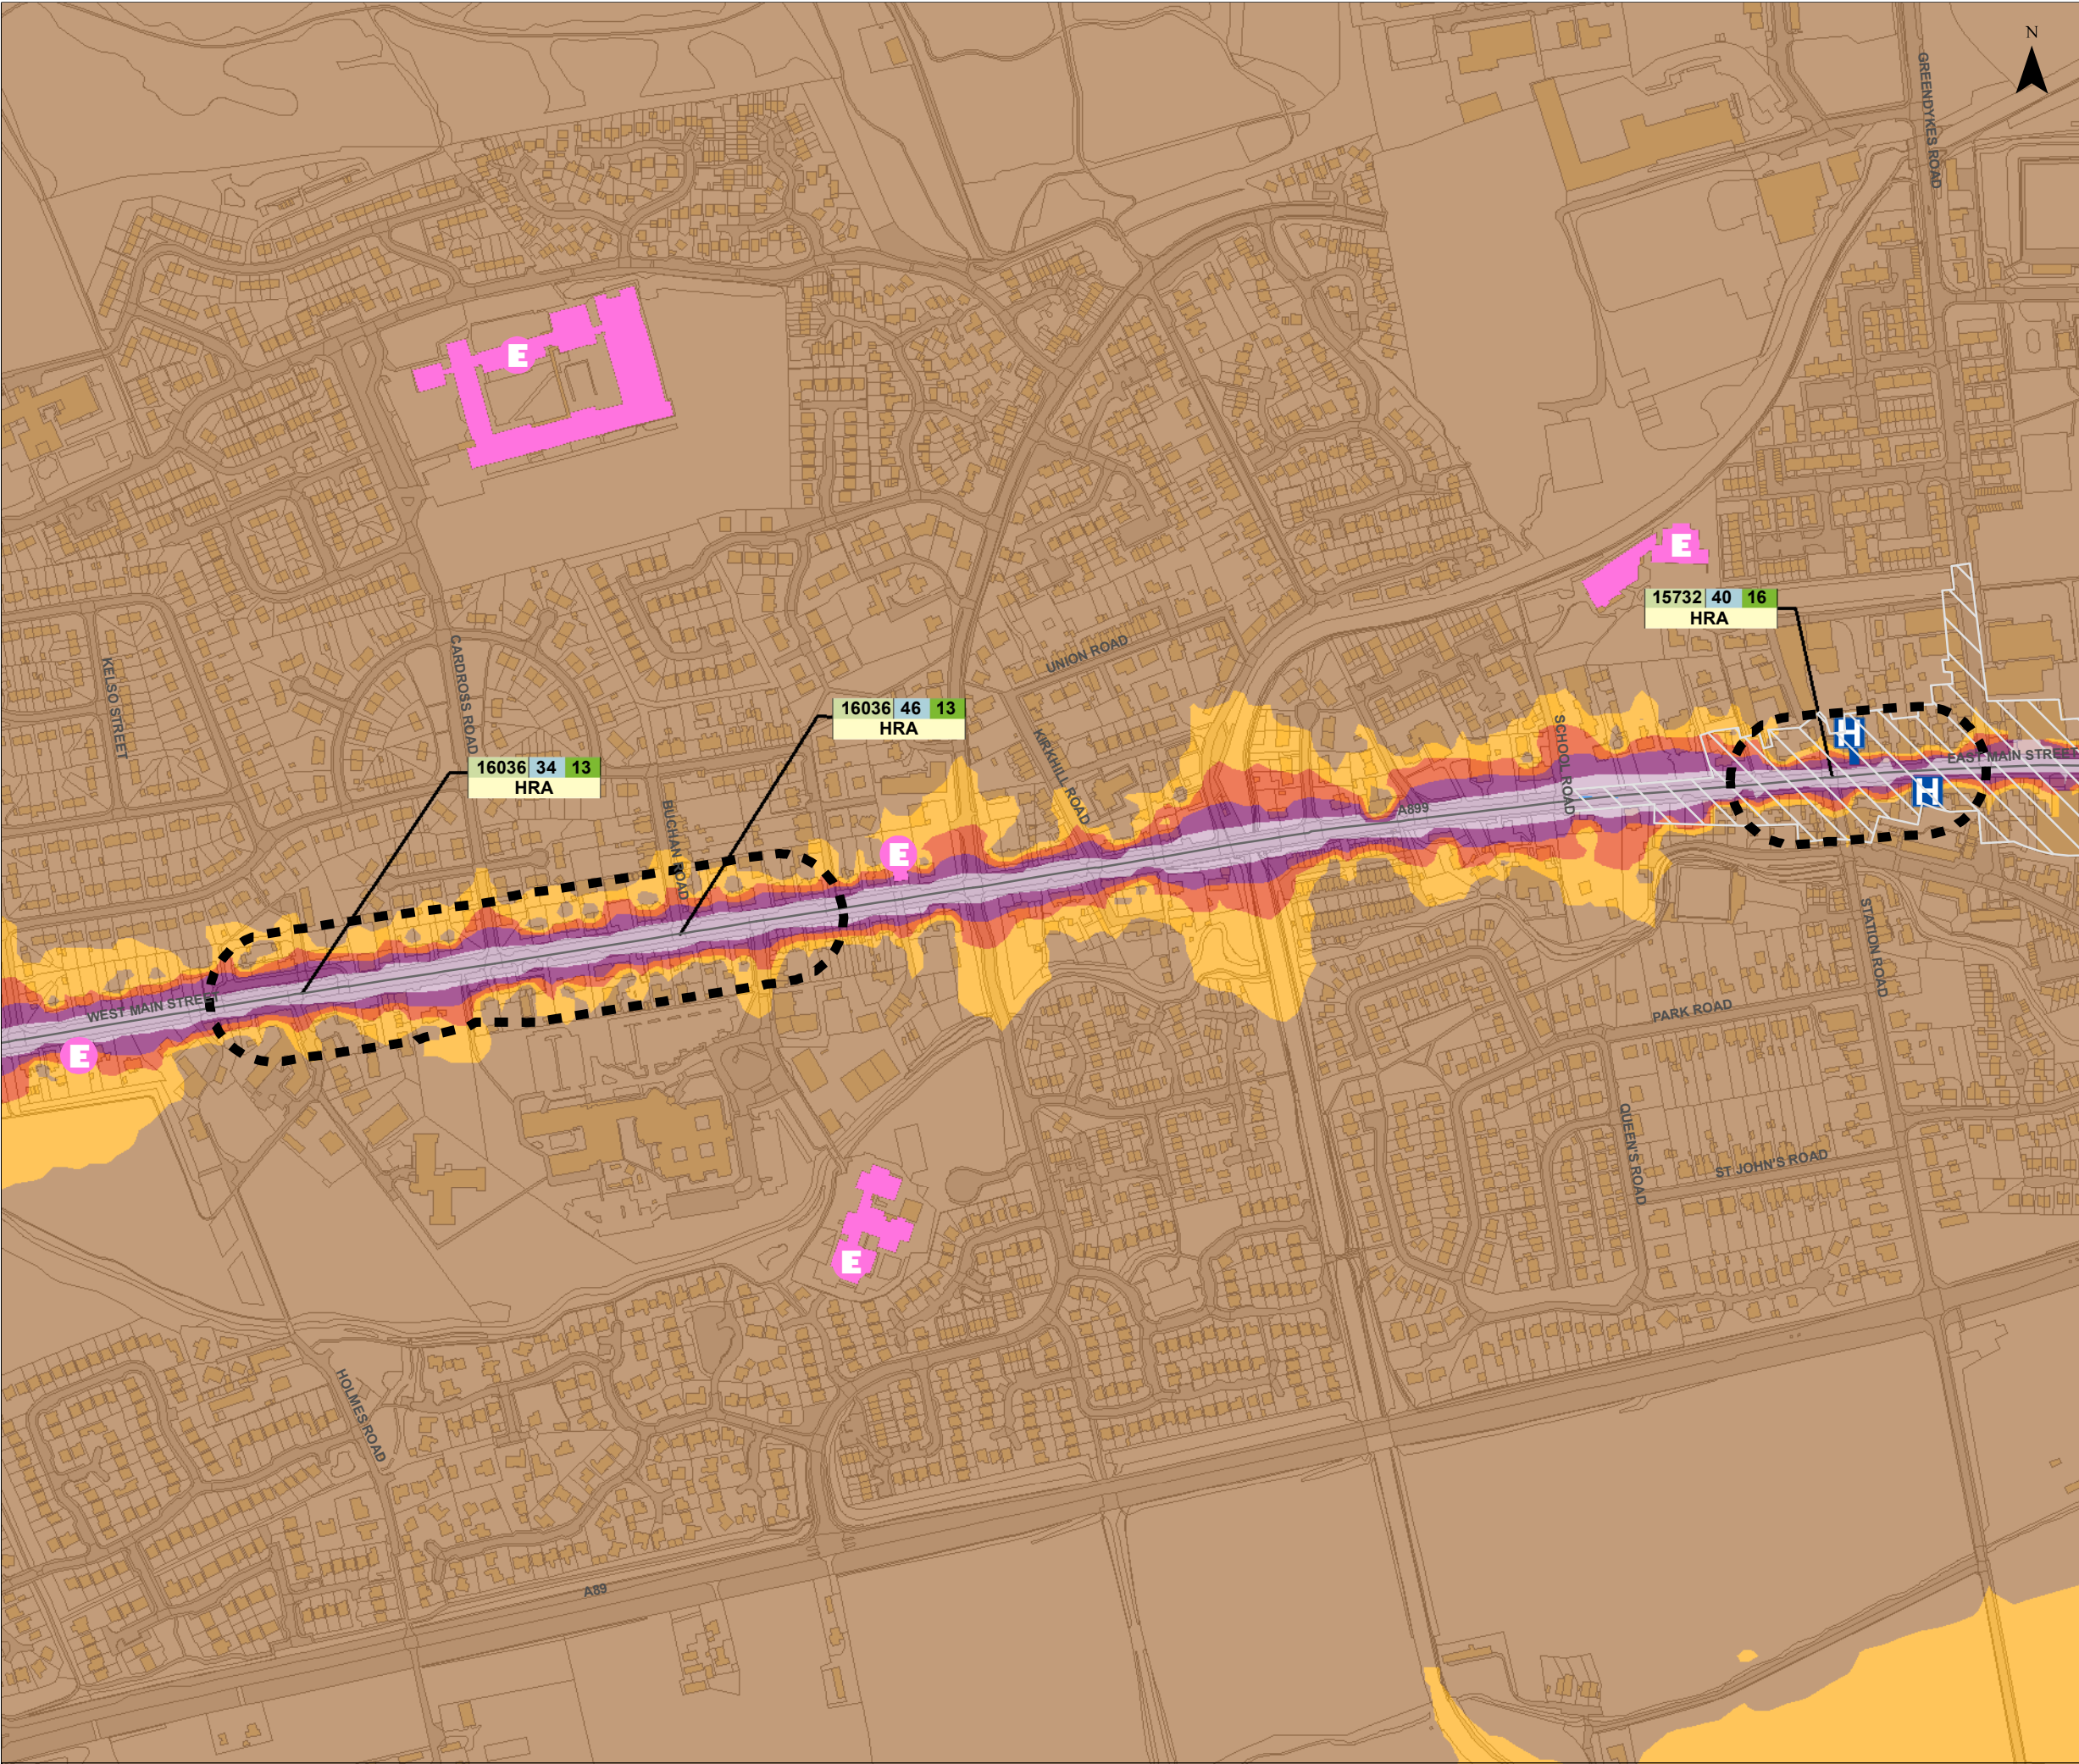 N
GREENDYKES ROAD
E
E
15732 40 16
HRA
UNION ROAD
KELSO STREET
CARDROSS ROAD
16036 46 13
HRA
KIRKHILL ROAD
SCHOOL ROAD
H
EAST MAIN STREET
16036 34 13
HRA
BUCHAN ROAD
A899
H
E
STATION ROAD
WEST MAIN STREE
PARK ROAD
E
QUEEN'S ROAD
ST JOHN'S ROAD
E
HOLMES ROAD
A89